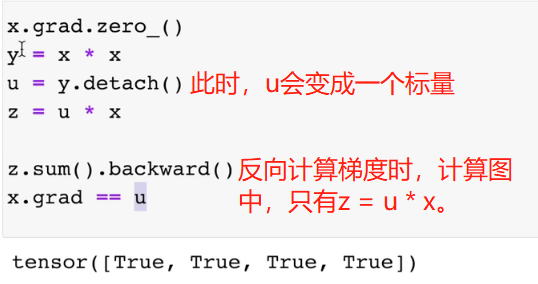 x.grad.zero_()
y = x * x
u = y.detach() 此时，u会变成一个标量
z = u * x
z.sum().backward() 反向计算梯度时，计算图
x.grad == u 中，只有z = u * x。
tensor([True, True, True, True])